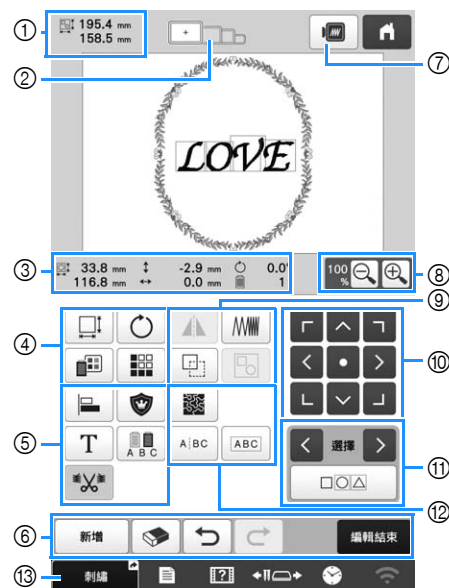 ① 195.4 mm
158.5 mm
②
⑦
LOVE
③ 33.8 mm -2.9 mm 0.0°
116.8 mm 0.0 mm 1
100 %
⑧
⑨
④
⑩
⑤
T A B C A BC ABC
選擇
⑪
⑫
⑥ 新增 編輯結束
⑬ 刺繡